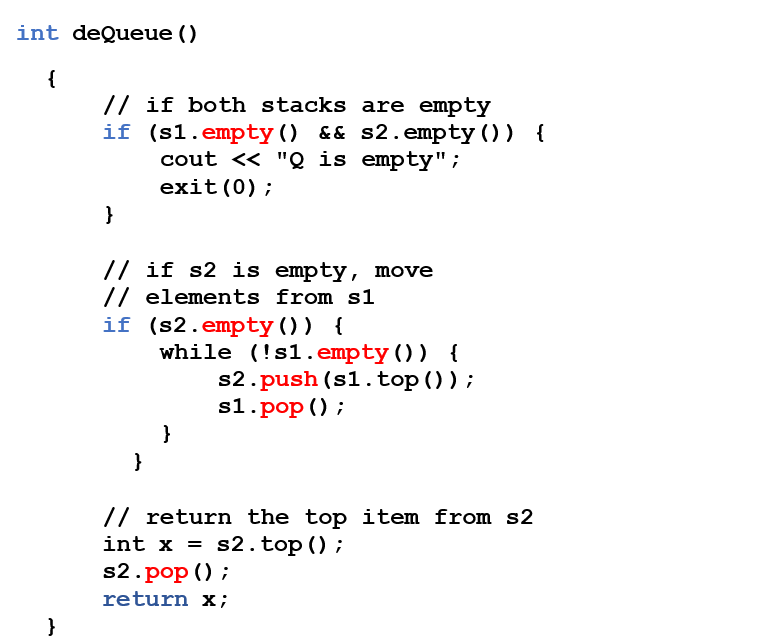 int deQueue()
{
// if both stacks are empty
if (s1.empty() && s2.empty()) {
cout << "Q is empty";
exit(0);
}
// if s2 is empty, move
// elements from s1
if (s2.empty()) {
while (!s1.empty()) {
s2.push(s1.top());
s1.pop();
}
}
// return the top item from s2
int x = s2.top();
s2.pop();
return x;
}